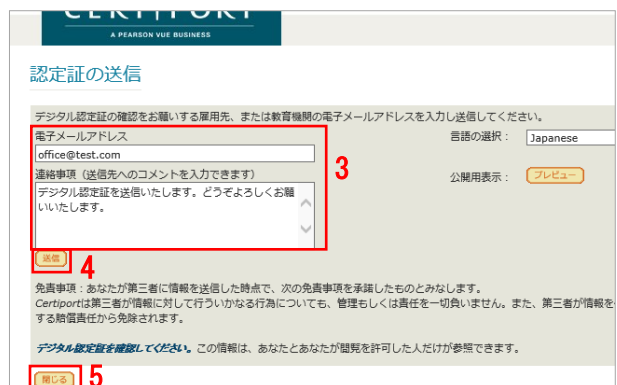 CERTIPORT
A PEARSON VUE BUSINESS
認定証の送信
デジタル認定証の確認をお願いする雇用先、または教育機関の電子メールアドレスを入力し送信してください。
電子メールアドレス
言語の選択：
Japanese
office@test.com
3
連絡事項（送信先へのコメントを入力できます）
公開用表示：
プレビュー
デジタル認定証を送信いたします。どうぞよろしくお願
いいたします。
送信
4
免責事項：あなたが第三者に情報を送信した時点で、次の免責事項を承諾したものとみなします。
Certiportは第三者が情報に対して行ういかなる行為についても、管理もしくは責任を一切負いません。また、第三者が情報を
する賠償責任から免除されます。
デジタル認定証を確認してください。この情報は、あなたとあなたが閲覧を許可した人だけが参照できます。
閉じる
5